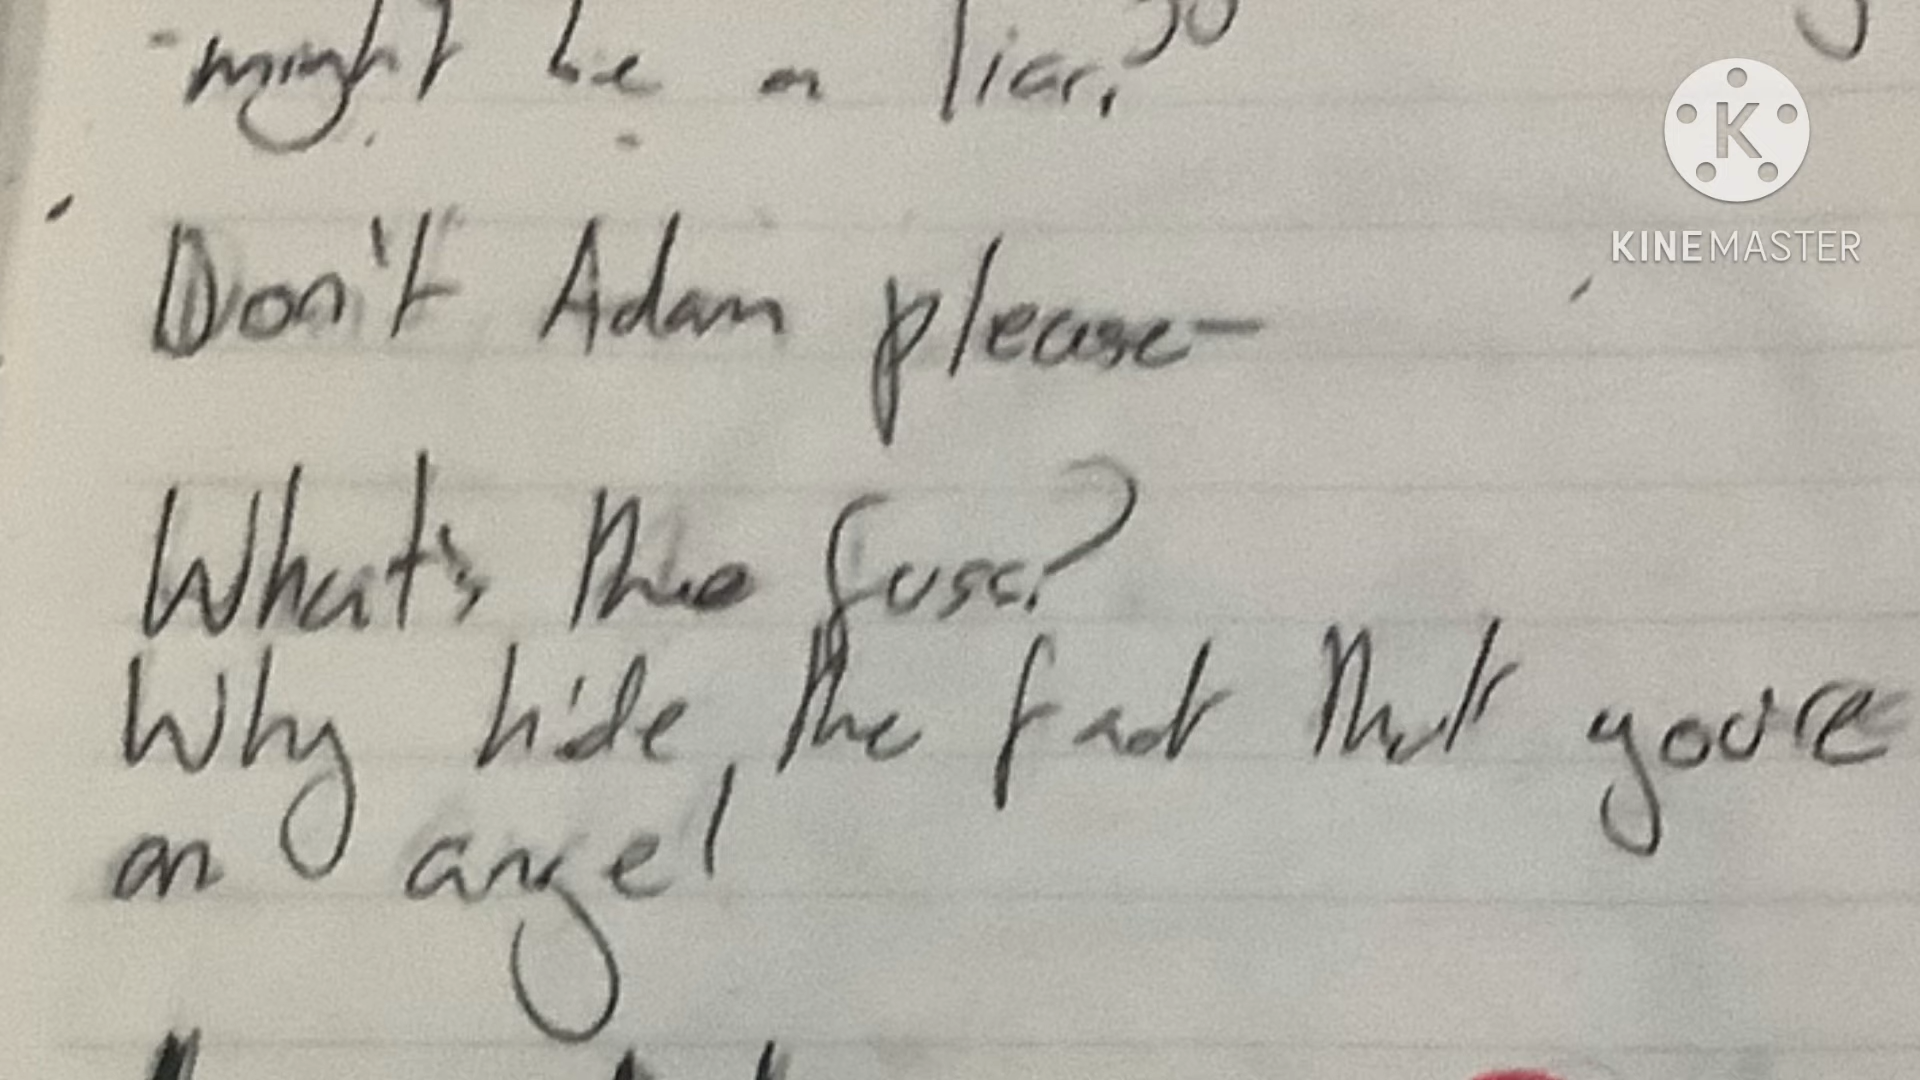 -might be a liar.
Don't Adam please-
What's the fuss?
Why hide the fact that you're
an angel
K
KINEMASTER